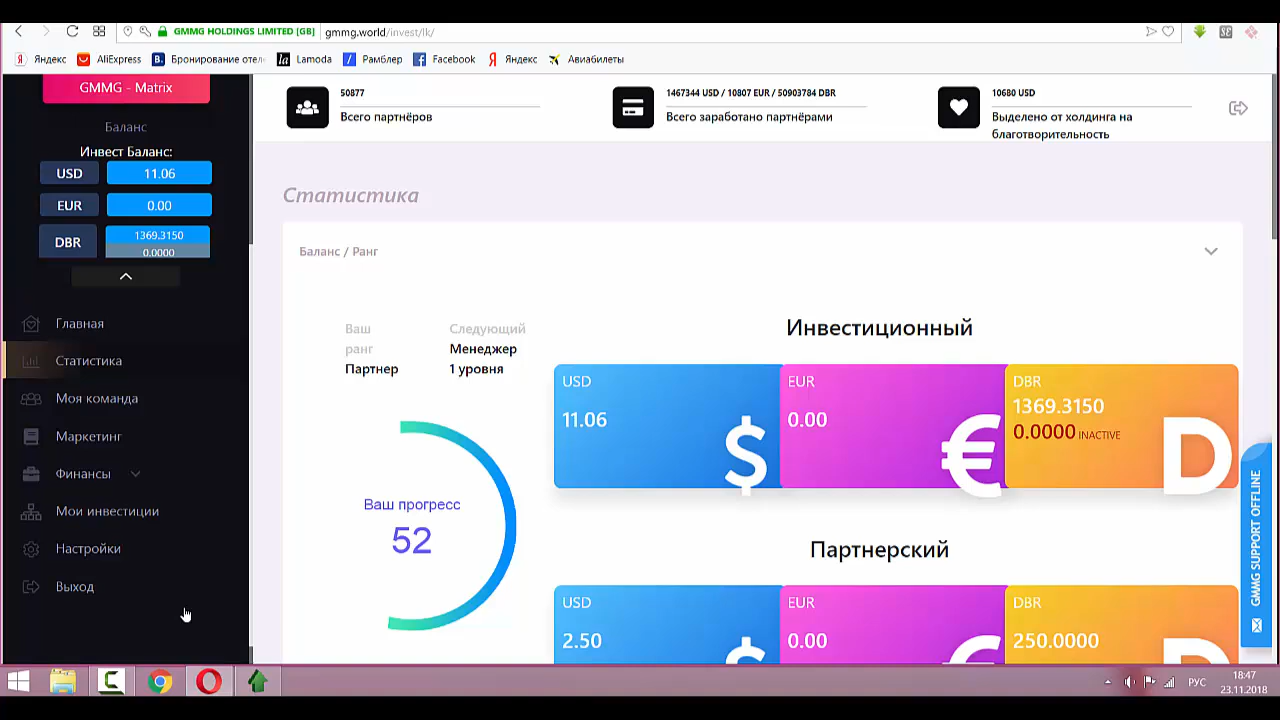 GMMG HOLDINGS LIMITED [GB]
gmmg.world/invest/lk/
Яндекс
AliExpress
Бронирование отел
Lamoda
Рамблер
Facebook
Яндекс
Авиабилеты
GMMG - Matrix
Баланс
Инвест Баланс:
USD 11.06
EUR 0.00
DBR 1369.3150
0.0000
Главная
Статистика
Моя команда
Маркетинг
Финансы
Мои инвестиции
Настройки
Выход
50877
Всего партнёров
1467344 USD / 10807 EUR / 50903784 DBR
Всего заработано партнёрами
10680 USD
Выделено от холдинга на
благотворительность
Статистика
Баланс / Ранг
Ваш
ранг
Партнер
Следующий
Менеджер
1 уровня
Ваш прогресс
52
Инвестиционный
USD
11.06
$
EUR
0.00
€
DBR
1369.3150
0.0000 INACTIVE
D
Партнерский
USD
2.50
EUR
0.00
DBR
250.0000
GMMG SUPPORT OFFLINE
РУС
18:47
23.11.2018